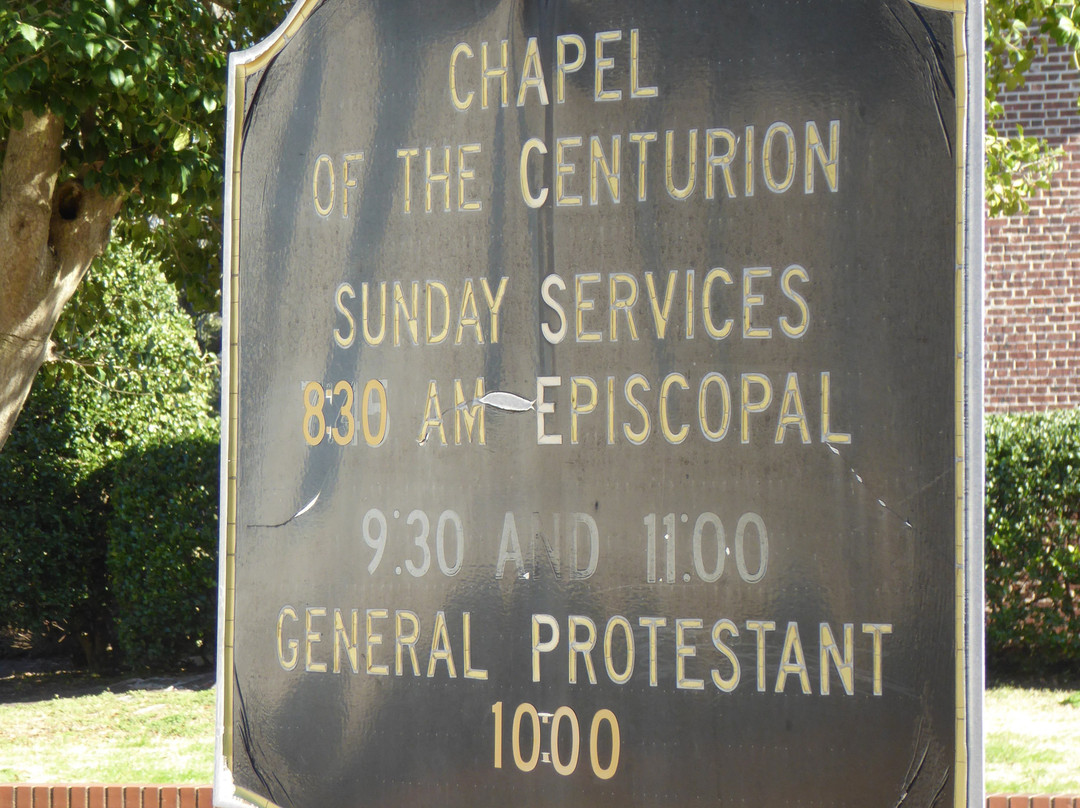 CHAPEL
OF THE CENTURION
SUNDAY SERVICES
8:30 AM EPISCOPAL
9:30 AND 11:00
GENERAL PROTESTANT
10:00